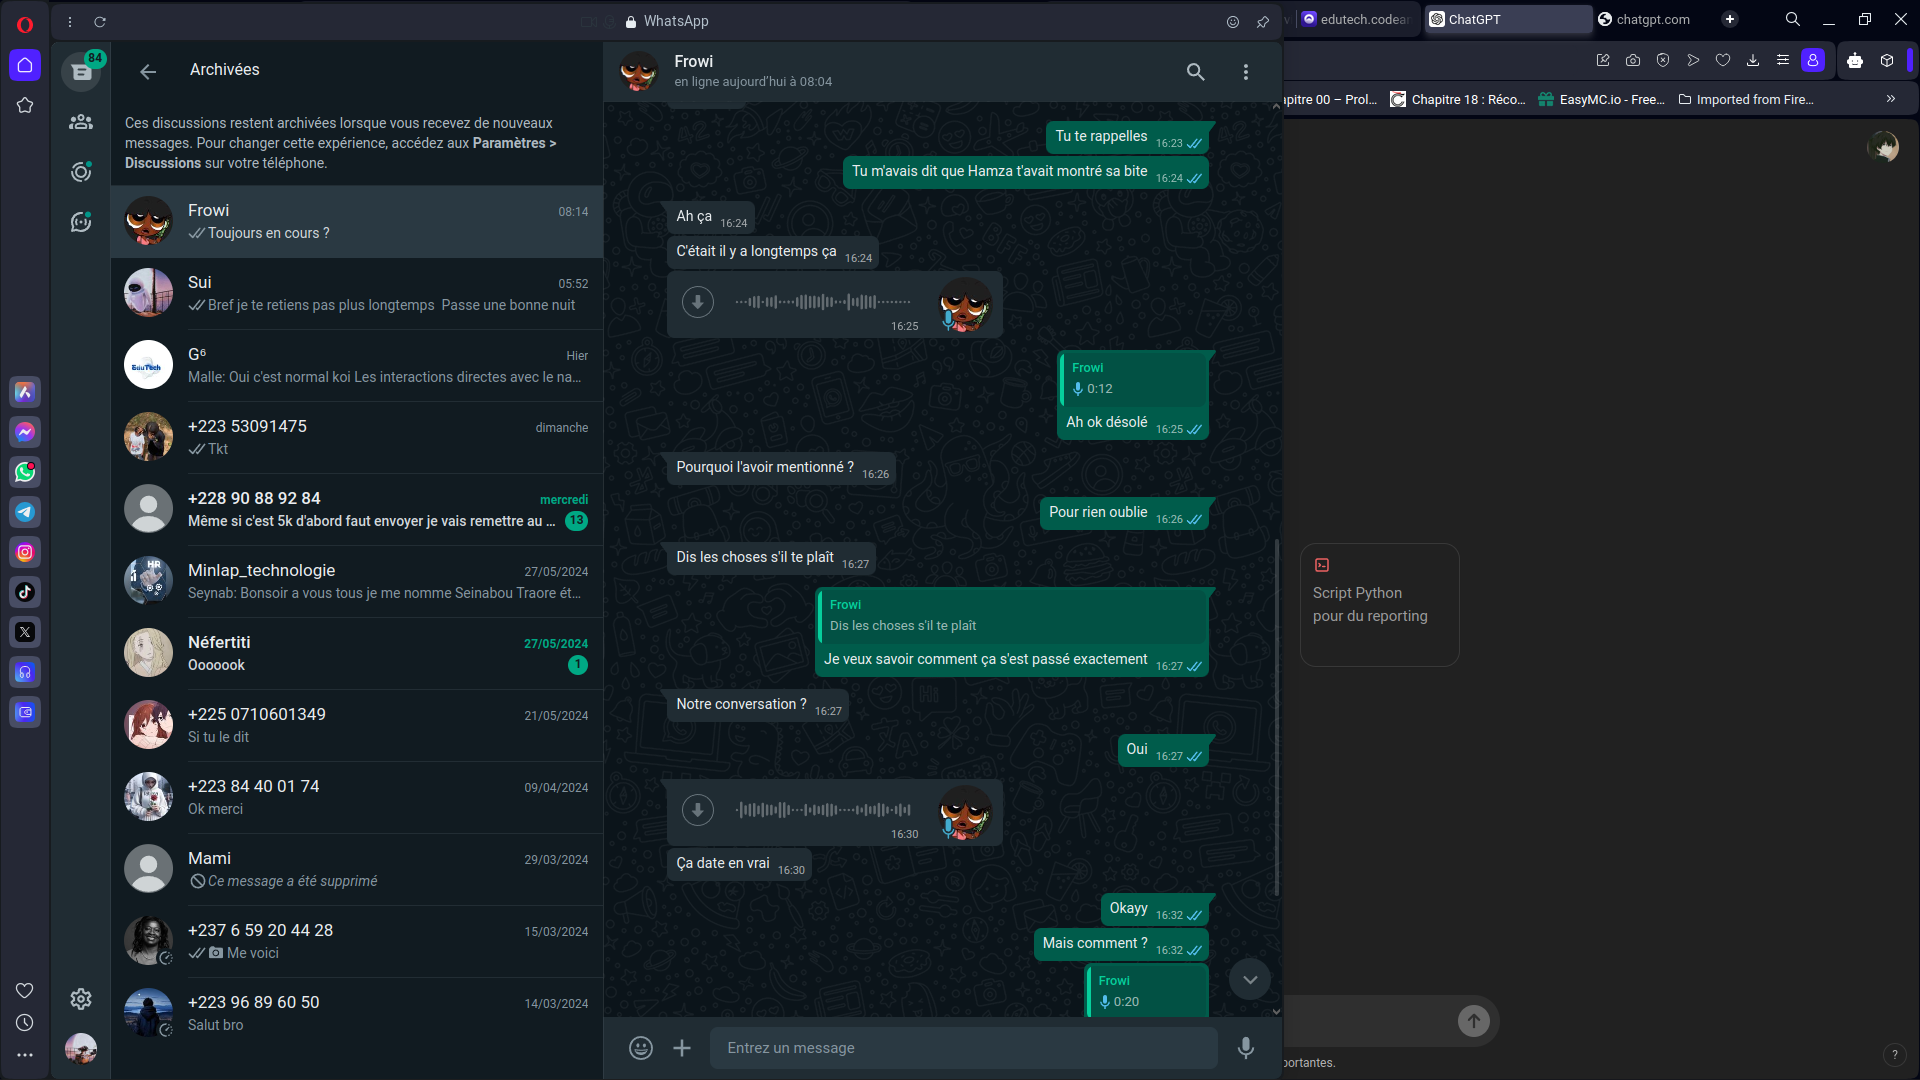 WhatsApp
edutech.codear
ChatGPT
chatgpt.com
apitre 00 – Prol...
Chapitre 18 : Réco...
EasyMC.io - Free...
Imported from Fire...
84
Archivées
Ces discussions restent archivées lorsque vous recevez de nouveaux
messages. Pour changer cette expérience, accédez aux Paramètres >
Discussions sur votre téléphone.
Frowi
08:14
Toujours en cours ?
Sui
05:52
Bref je te retiens pas plus longtemps Passe une bonne nuit
G⁶
Hier
EduTech
Malle: Oui c'est normal koi Les interactions directes avec le na...
+223 53091475
dimanche
Tkt
+228 90 88 92 84
mercredi
Même si c'est 5k d'abord faut envoyer je vais remettre au ...
13
HR
Minlap_technologie
27/05/2024
Seynab: Bonsoir a vous tous je me nomme Seinabou Traore ét...
Néfertiti
27/05/2024
Ooooook
1
+225 0710601349
21/05/2024
Si tu le dit
+223 84 40 01 74
09/04/2024
Ok merci
Mami
29/03/2024
Ce message a été supprimé
+237 6 59 20 44 28
15/03/2024
Me voici
+223 96 89 60 50
14/03/2024
Salut bro
Frowi
en ligne aujourd'hui à 08:04
Tu te rappelles
16:23
Tu m'avais dit que Hamza t'avait montré sa bite
16:24
Ah ça
16:24
C'était il y a longtemps ça
16:24
16:25
Frowi
0:12
Ah ok désolé
16:25
Pourquoi l'avoir mentionné ?
16:26
Pour rien oublie
16:26
Dis les choses s'il te plaît
16:27
Frowi
Dis les choses s'il te plaît
Je veux savoir comment ça s'est passé exactement
16:27
Notre conversation ?
16:27
Oui
16:27
16:30
Ça date en vrai
16:30
Okayy
16:32
Mais comment ?
16:32
Frowi
0:20
Entrez un message
Script Python
pour du reporting
portantes.
?